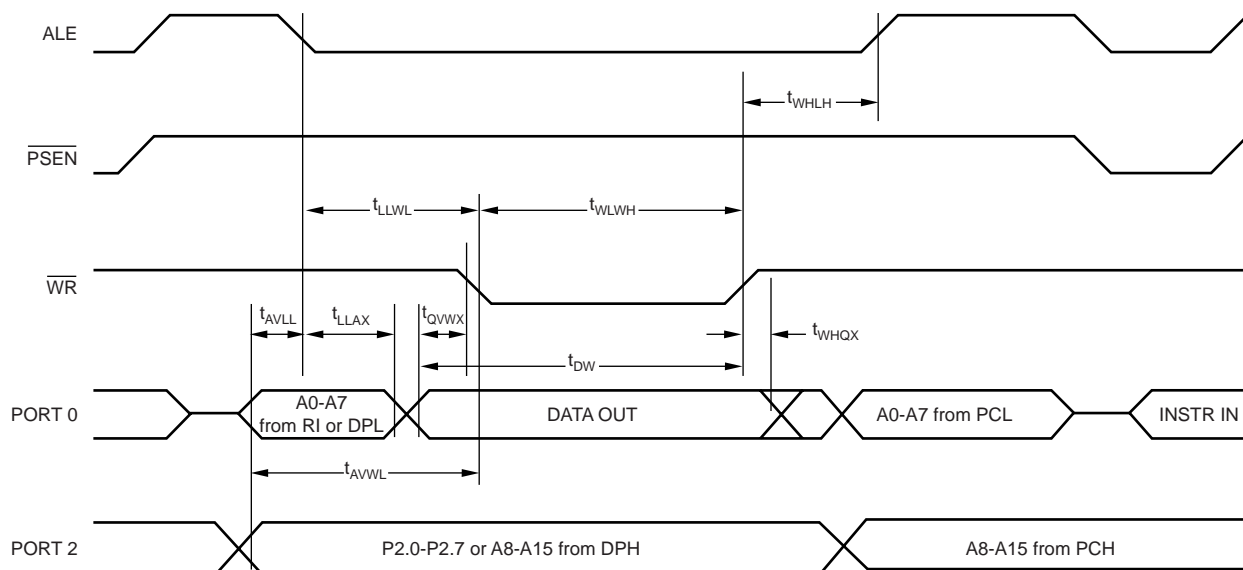 ALE
tWHLH
PSEN
tLLWL
tWLWH
WR
tAVLL
tLLAX
tQVWX
tWHQX
tDW
PORT 0
A0-A7
from RI or DPL
DATA OUT
A0-A7 from PCL
INSTR IN
tAVWL
PORT 2
P2.0-P2.7 or A8-A15 from DPH
A8-A15 from PCH